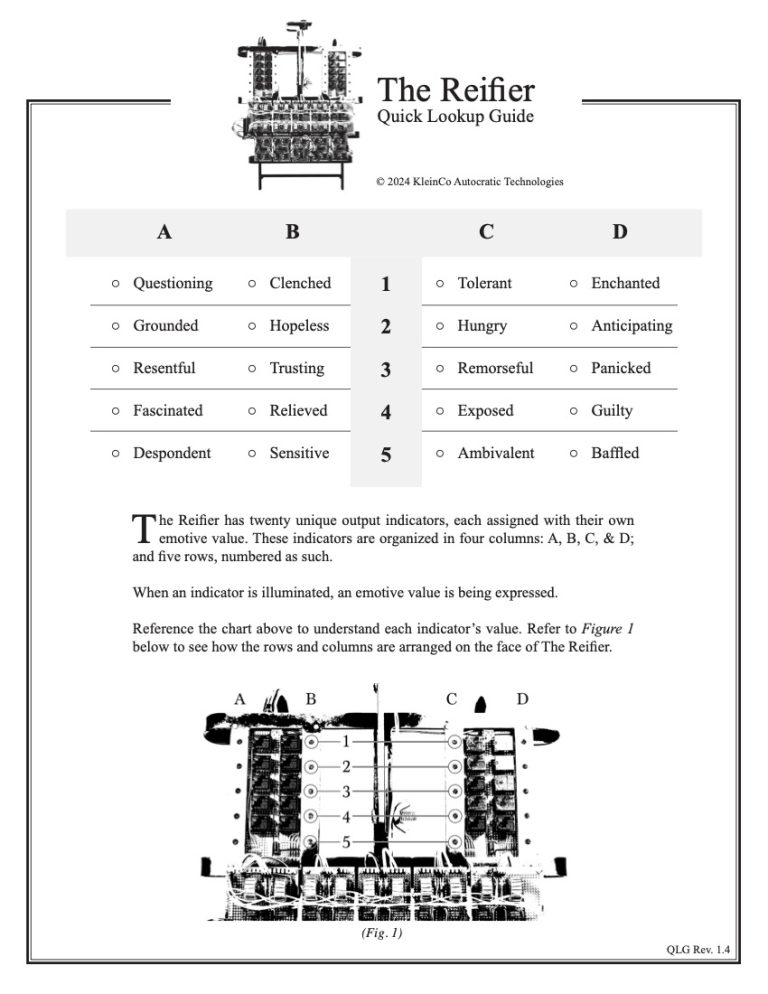 The Reifier
Quick Lookup Guide
© 2024 KleinCo Autocratic Technologies
A B C D
○ Questioning ○ Clenched 1 ○ Tolerant ○ Enchanted
○ Grounded ○ Hopeless 2 ○ Hungry ○ Anticipating
○ Resentful ○ Trusting 3 ○ Remorseful ○ Panicked
○ Fascinated ○ Relieved 4 ○ Exposed ○ Guilty
○ Despondent ○ Sensitive 5 ○ Ambivalent ○ Baffled
The Reifier has twenty unique output indicators, each assigned with their own
emotive value. These indicators are organized in four columns: A, B, C, & D;
and five rows, numbered as such.
When an indicator is illuminated, an emotive value is being expressed.
Reference the chart above to understand each indicator’s value. Refer to Figure 1
below to see how the rows and columns are arranged on the face of The Reifier.
A B C D
1
2
3
4
5
(Fig. 1)
QLG Rev. 1.4